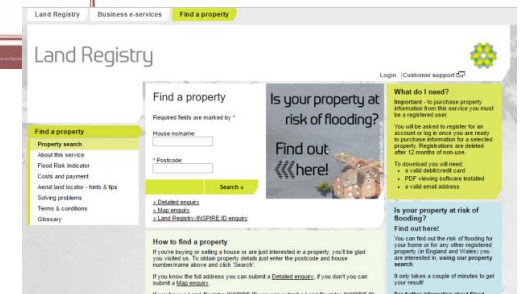 Land Registry
Business e-services
Find a property
Land Registry
Login | Customer support
Find a property
Property search
About this service
Flood Risk Indicator
Costs and payment
Aerial land locator - hints & tips
Solving problems
Terms & conditions
Glossary
Find a property
Required fields are marked by *
House no/name:
* Postcode:
Search »
» Detailed enquiry
» Map enquiry
» Land Registry-INSPIRE ID enquiry
Is your property at
risk of flooding?
Find out
here!
How to find a property
If you're buying or selling a house or are just interested in a property, you'll be glad
you visited us. To obtain property details just enter the postcode and house
number/name above and click 'Search'.
If you know the full address you can submit a Detailed enquiry, if you don't you can
submit a Map enquiry.
What do I need?
Important - to purchase property
information from this service you must
be a registered user.
You will be asked to register for an
account or log in once you are ready
to purchase information for a selected
property. Registrations are deleted
after 12 months of non-use.
To download you will need:
• a valid debit/credit card
• PDF viewing software installed
• a valid email address
Is your property at risk of
flooding?
Find out here!
You can find out the risk of flooding for
your home or for any other registered
property (in England and Wales) you
are interested in, using our property
search.
It only takes a couple of minutes to get
your result!